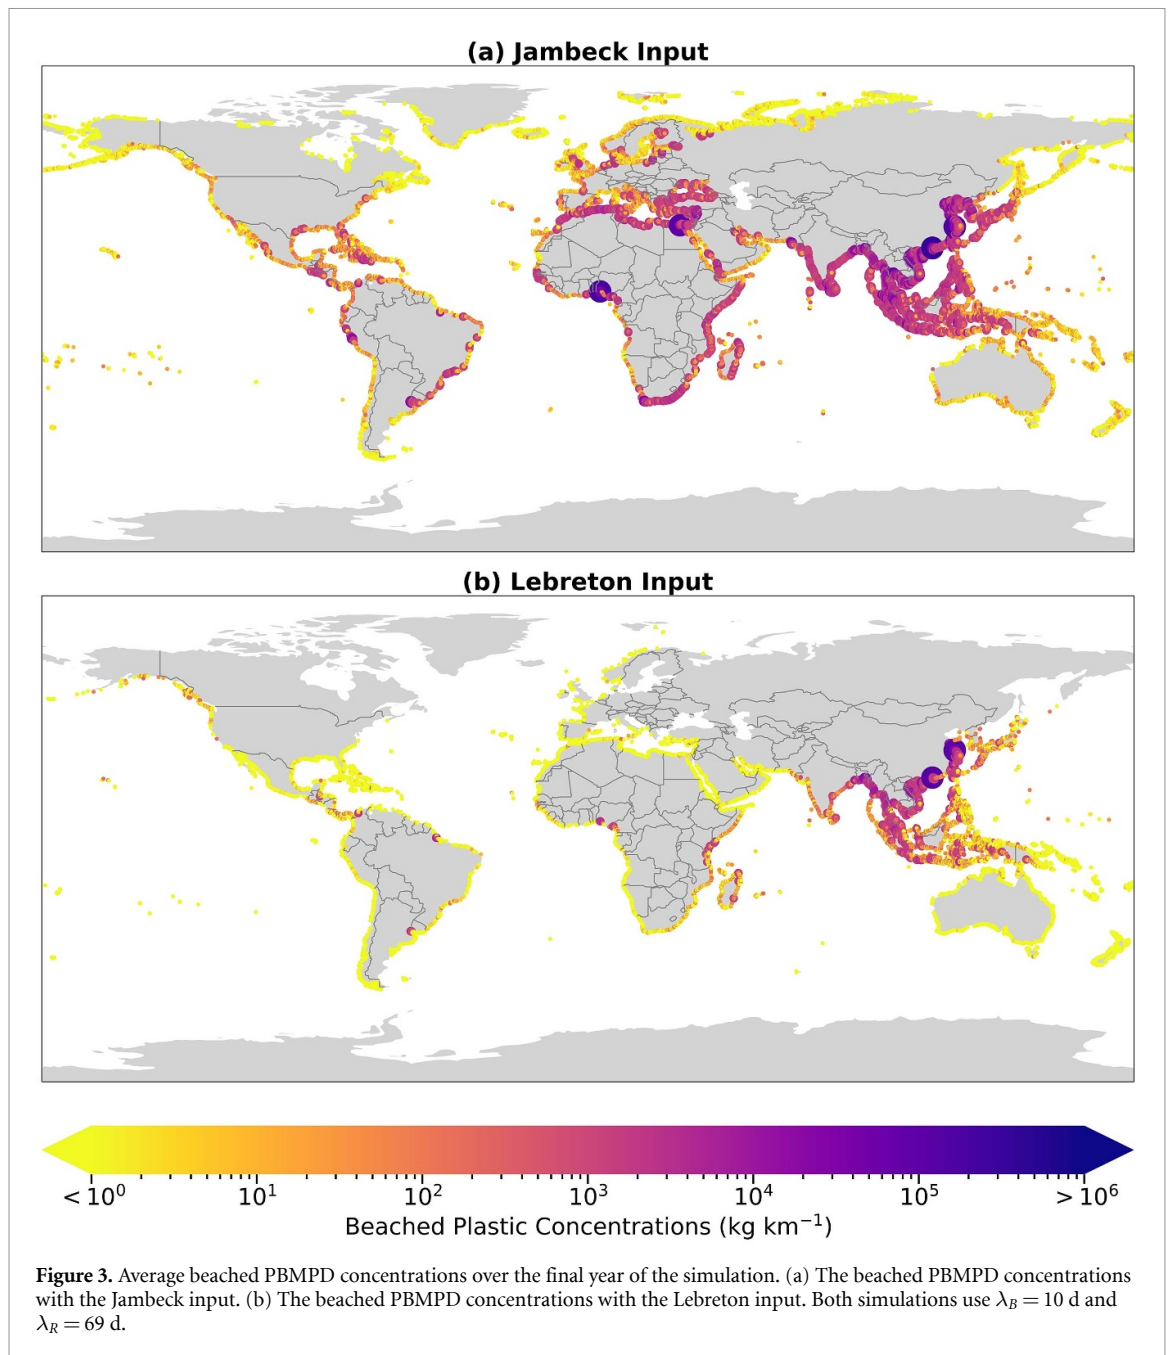 (a) Jambeck Input
(b) Lebreton Input
<10⁰ 10¹ 10² 10³ 10⁴ 10⁵ >10⁶
Beached Plastic Concentrations (kg km⁻¹)
Figure 3. Average beached PBMPD concentrations over the final year of the simulation. (a) The beached PBMPD concentrations
with the Jambeck input. (b) The beached PBMPD concentrations with the Lebreton input. Both simulations use λ_B = 10 d and
λ_R = 69 d.